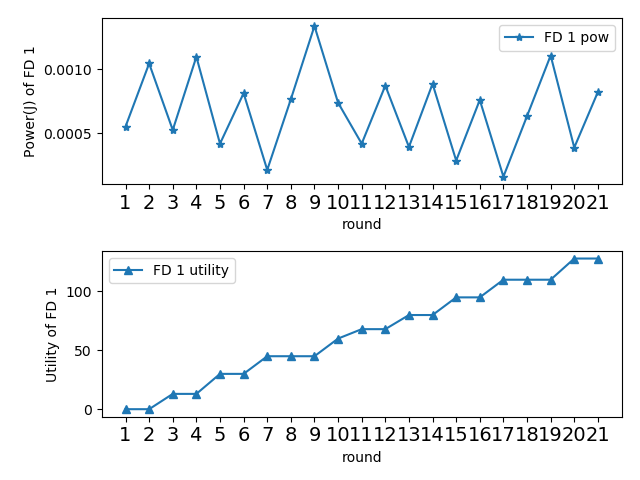 FD 1 pow
Power(J) of FD 1
0.0010
0.0005
1 2 3 4 5 6 7 8 9 10 11 12 13 14 15 16 17 18 19 20 21
round
FD 1 utility
Utility of FD 1
100
50
0
1 2 3 4 5 6 7 8 9 10 11 12 13 14 15 16 17 18 19 20 21
round